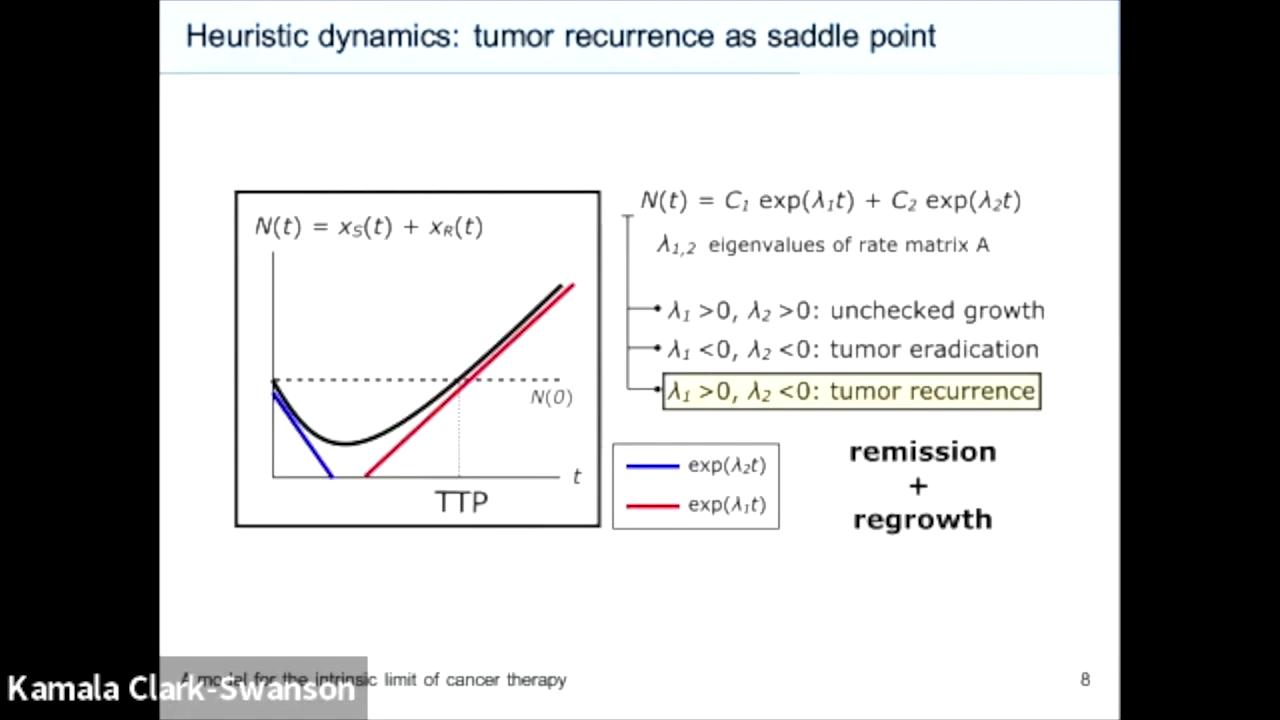 Heuristic dynamics: tumor recurrence as saddle point
N(t) = xS(t) + xR(t)
N(0)
t
TTP
N(t) = C1 exp(λ1t) + C2 exp(λ2t)
λ1,2 eigenvalues of rate matrix A
λ1 >0, λ2 >0: unchecked growth
λ1 <0, λ2 <0: tumor eradication
λ1 >0, λ2 <0: tumor recurrence
exp(λ2t)
exp(λ1t)
remission
+
regrowth
A model for the intrinsic limit of cancer therapy
8
Kamala Clark-Swanson